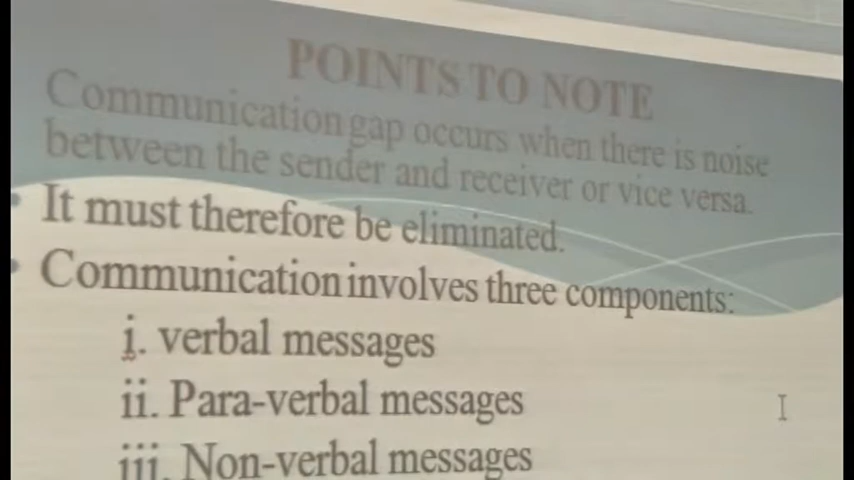 POINTS TO NOTE
Communication gap occurs when there is noise
between the sender and receiver or vice versa.
• It must therefore be eliminated.
• Communication involves three components:
i. verbal messages
ii. Para-verbal messages
iii. Non-verbal messages